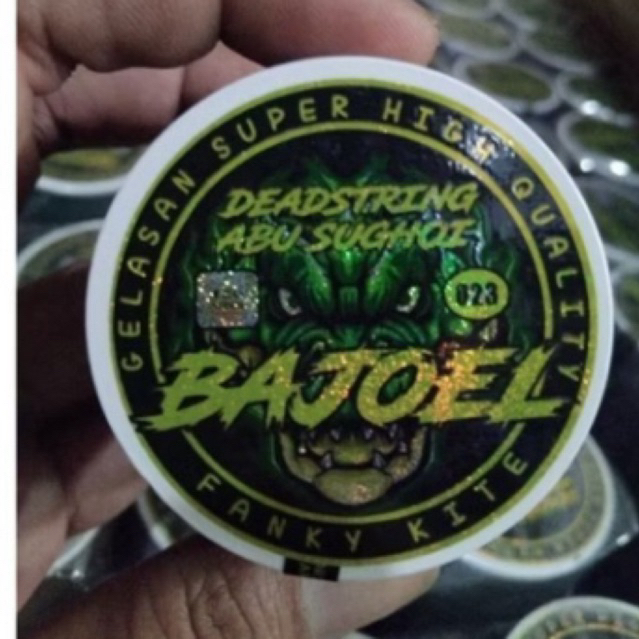 GELASAN SUPER HIGH QUALITY
DEADSTRING
ABU SUGHOI
023
BAJOEL
FANKY KITE